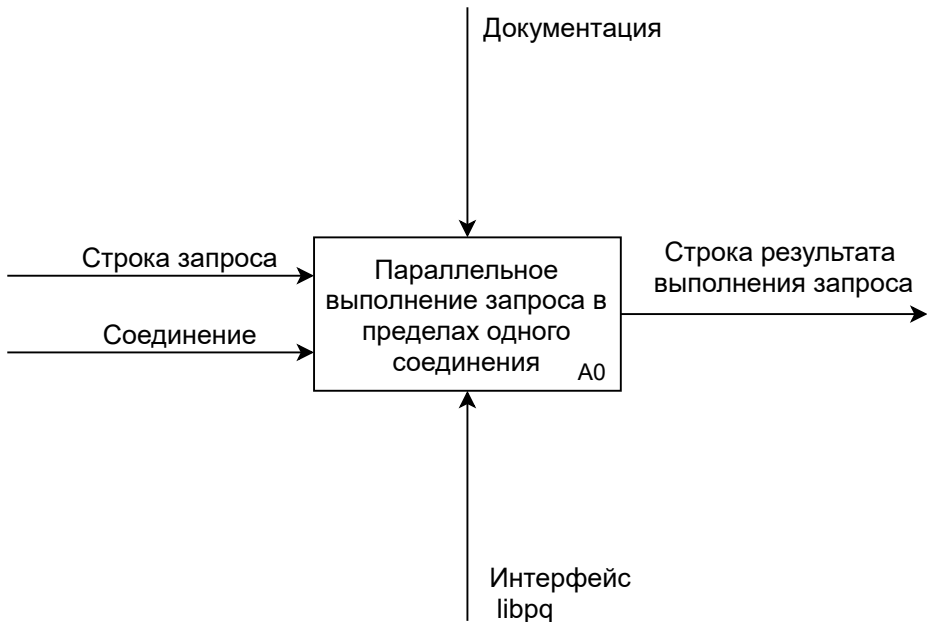 Документация
Строка запроса
Соединение
Параллельное
выполнение запроса в
пределах одного
соединения
A0
Строка результата
выполнения запроса
Интерфейс
libpq